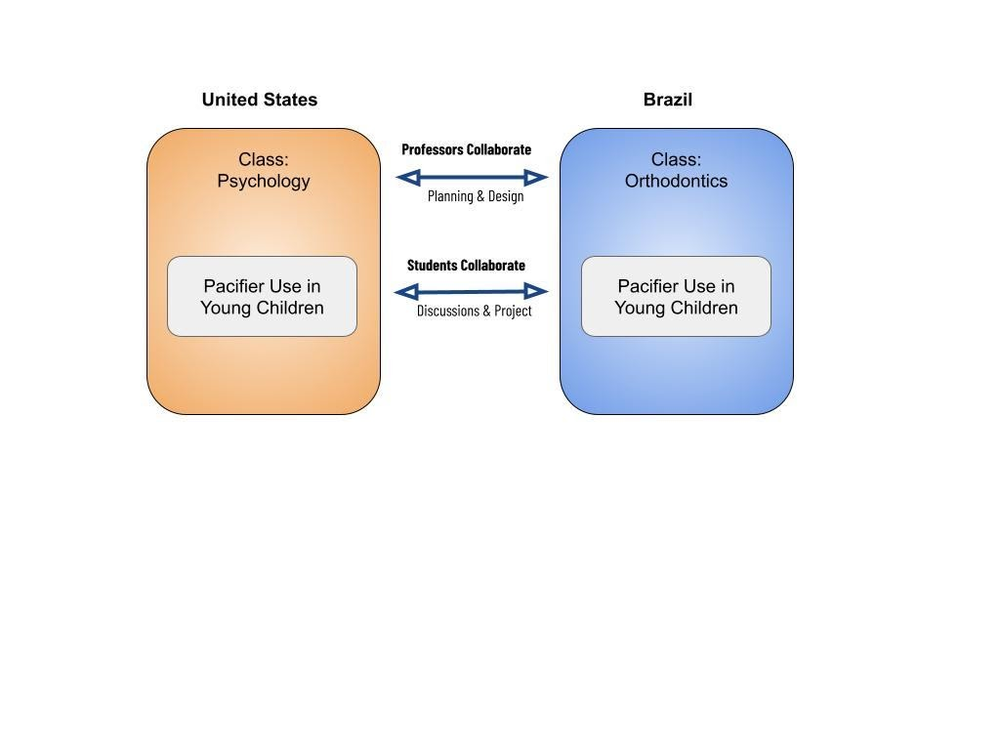 United States
Brazil
Class:
Psychology
Professors Collaborate
Planning & Design
Class:
Orthodontics
Students Collaborate
Discussions & Project
Pacifier Use in
Young Children
Pacifier Use in
Young Children